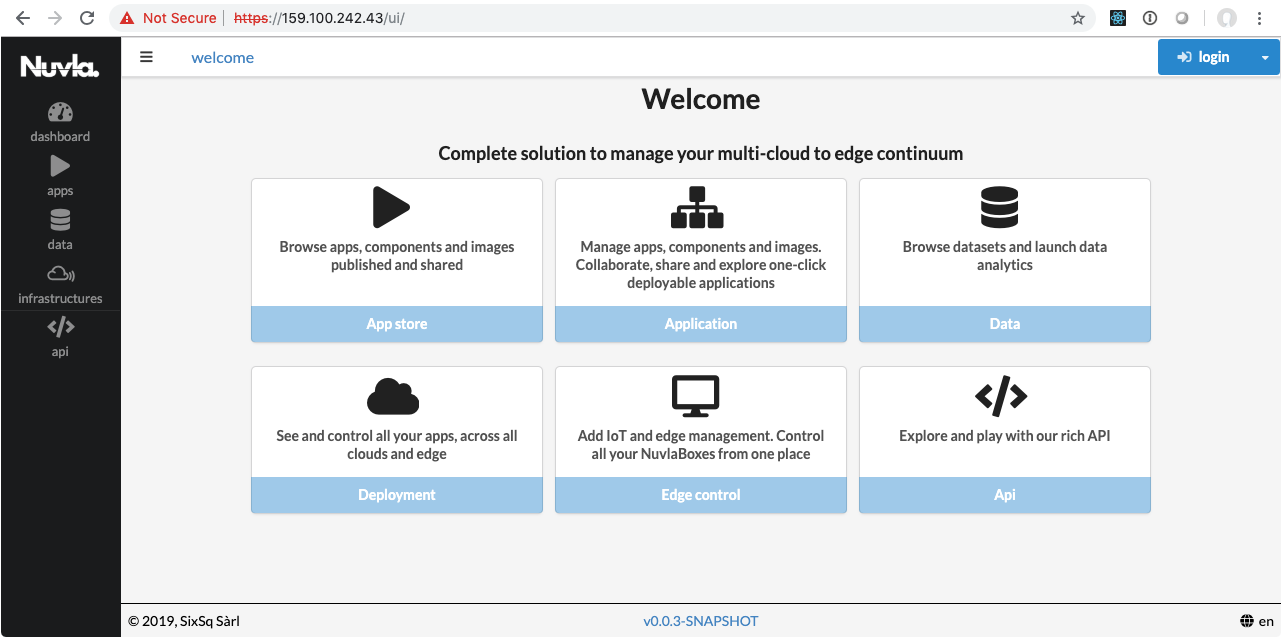 Not Secure https://159.100.242.43/ui/
Nuvla.
welcome
login
dashboard
apps
data
infrastructures
api
Welcome
Complete solution to manage your multi-cloud to edge continuum
Browse apps, components and images
published and shared
App store
Manage apps, components and images.
Collaborate, share and explore one-click
deployable applications
Application
Browse datasets and launch data
analytics
Data
See and control all your apps, across all
clouds and edge
Deployment
Add IoT and edge management. Control
all your NuvlaBoxes from one place
Edge control
Explore and play with our rich API
Api
© 2019, SixSq Sàrl
v0.0.3-SNAPSHOT
en